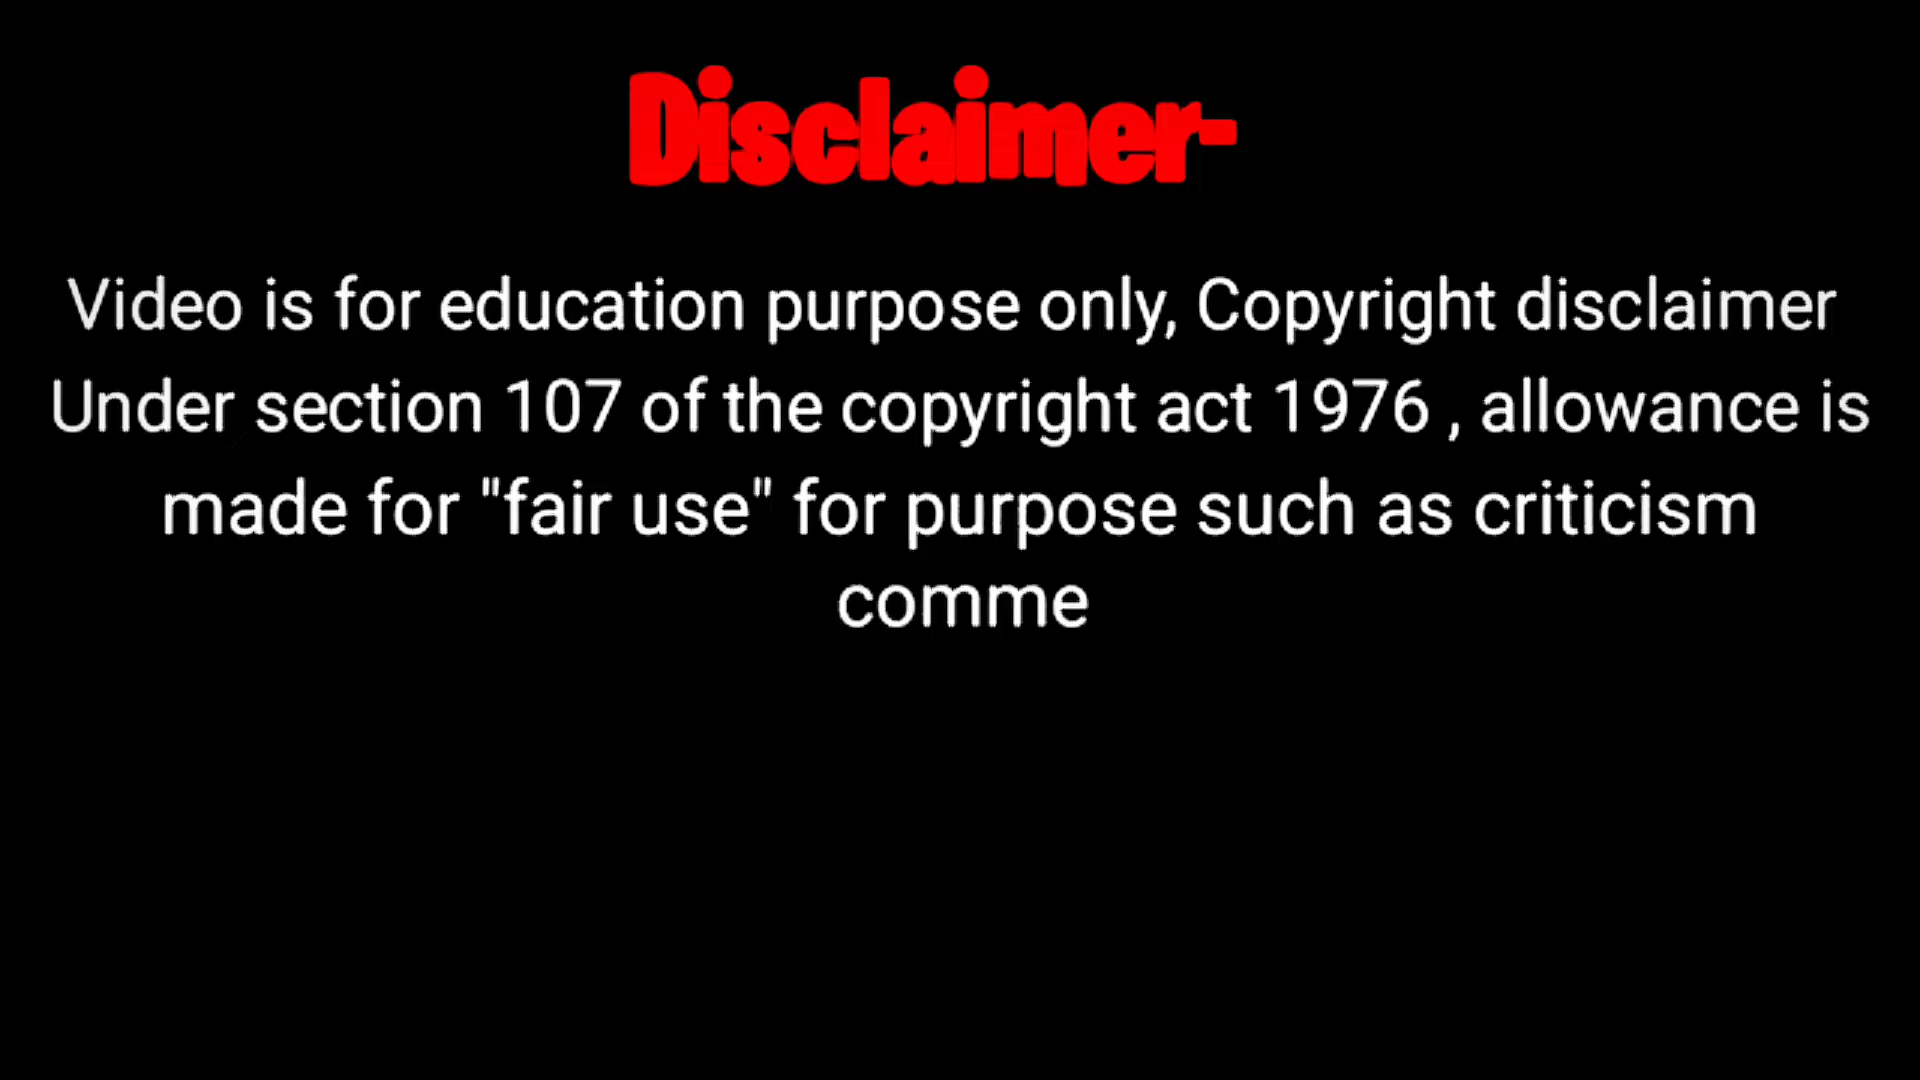 Disclaimer-
Video is for education purpose only, Copyright disclaimer
Under section 107 of the copyright act 1976 , allowance is
made for "fair use" for purpose such as criticism
comme